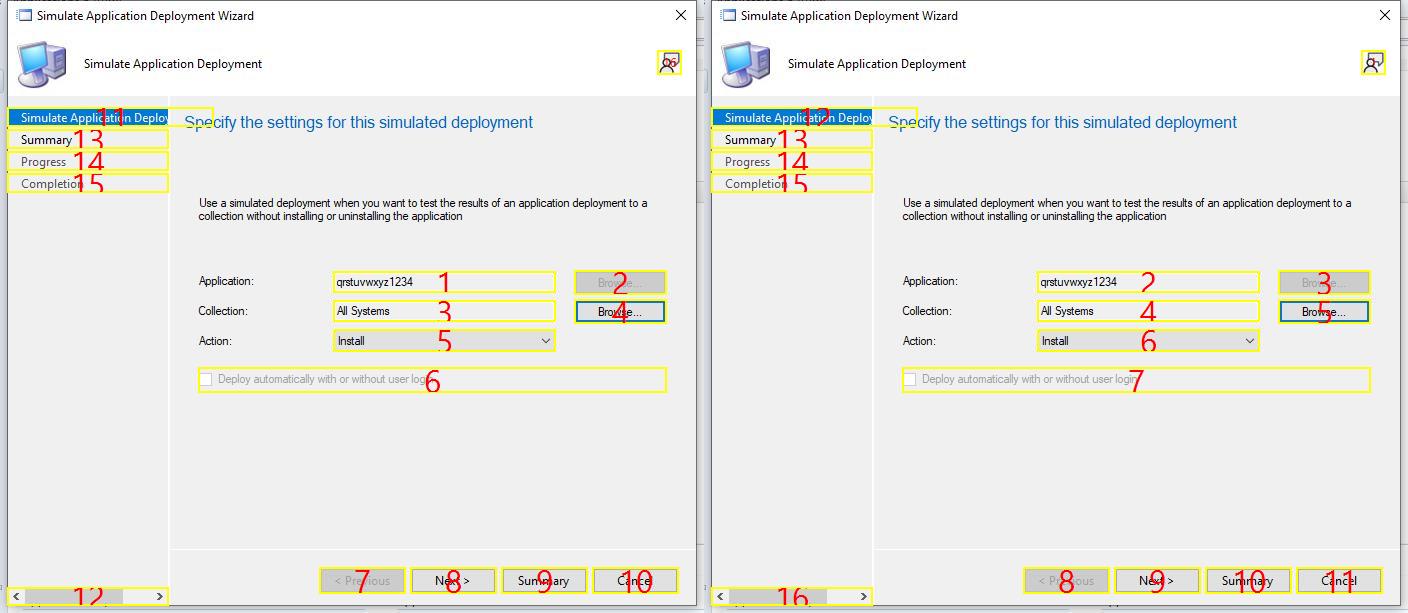 Simulate Application Deployment Wizard
Simulate Application Deployment
16
Simulate Application Deploy
11
Specify the settings for this simulated deployment
Summary
13
Progress
14
Completion
15
Use a simulated deployment when you want to test the results of an application deployment to a
collection without installing or uninstalling the application
Application: qrstuvwxyz1234 1 Browse... 2
Collection: All Systems 3 Browse... 4
Action: Install 5
Deploy automatically with or without user login 6
< Previous 7 Next > 8 Summary 9 Cancel 10
12
Simulate Application Deployment Wizard
Simulate Application Deployment
Simulate Application Deploy
12
Specify the settings for this simulated deployment
Summary
13
Progress
14
Completion
15
Use a simulated deployment when you want to test the results of an application deployment to a
collection without installing or uninstalling the application
Application: qrstuvwxyz1234 2 Browse... 3
Collection: All Systems 4 Browse... 5
Action: Install 6
Deploy automatically with or without user login 7
< Previous 8 Next > 9 Summary 10 Cancel 11
16